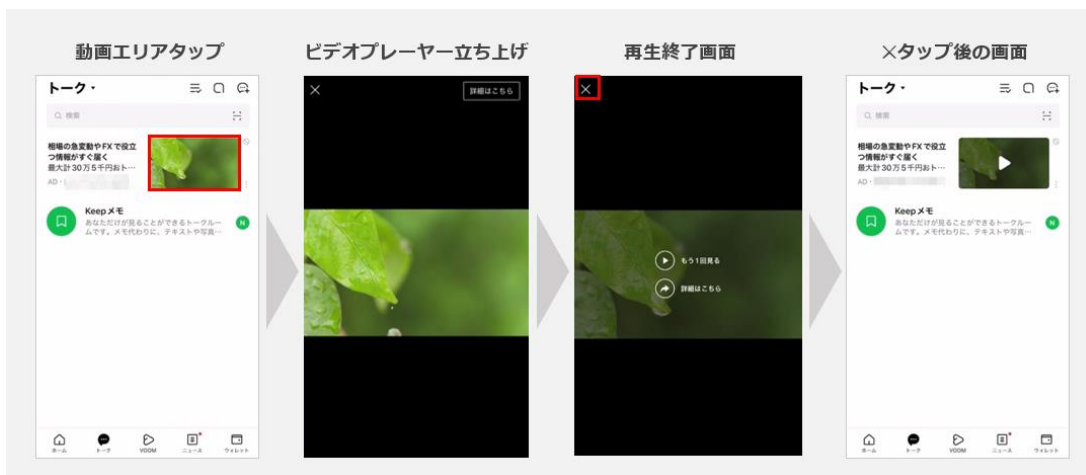 動画エリアタップ
トーク
検索
相場の急変動やFXで役立
つ情報がすぐ届く
最大計30万5千円おト…
AD
Keepメモ
あなただけが見ることができるトークルー
ムです。メモ代わりに、テキストや写真…
N
ホーム
トーク
VOOM
ニュース
ウォレット
ビデオプレーヤー立ち上げ
詳細はこちら
再生終了画面
もう1回見る
詳細はこちら
×タップ後の画面
トーク
検索
相場の急変動やFXで役立
つ情報がすぐ届く
最大計30万5千円おト…
AD
Keepメモ
あなただけが見ることができるトークルー
ムです。メモ代わりに、テキストや写真…
N
ホーム
トーク
VOOM
ニュース
ウォレット